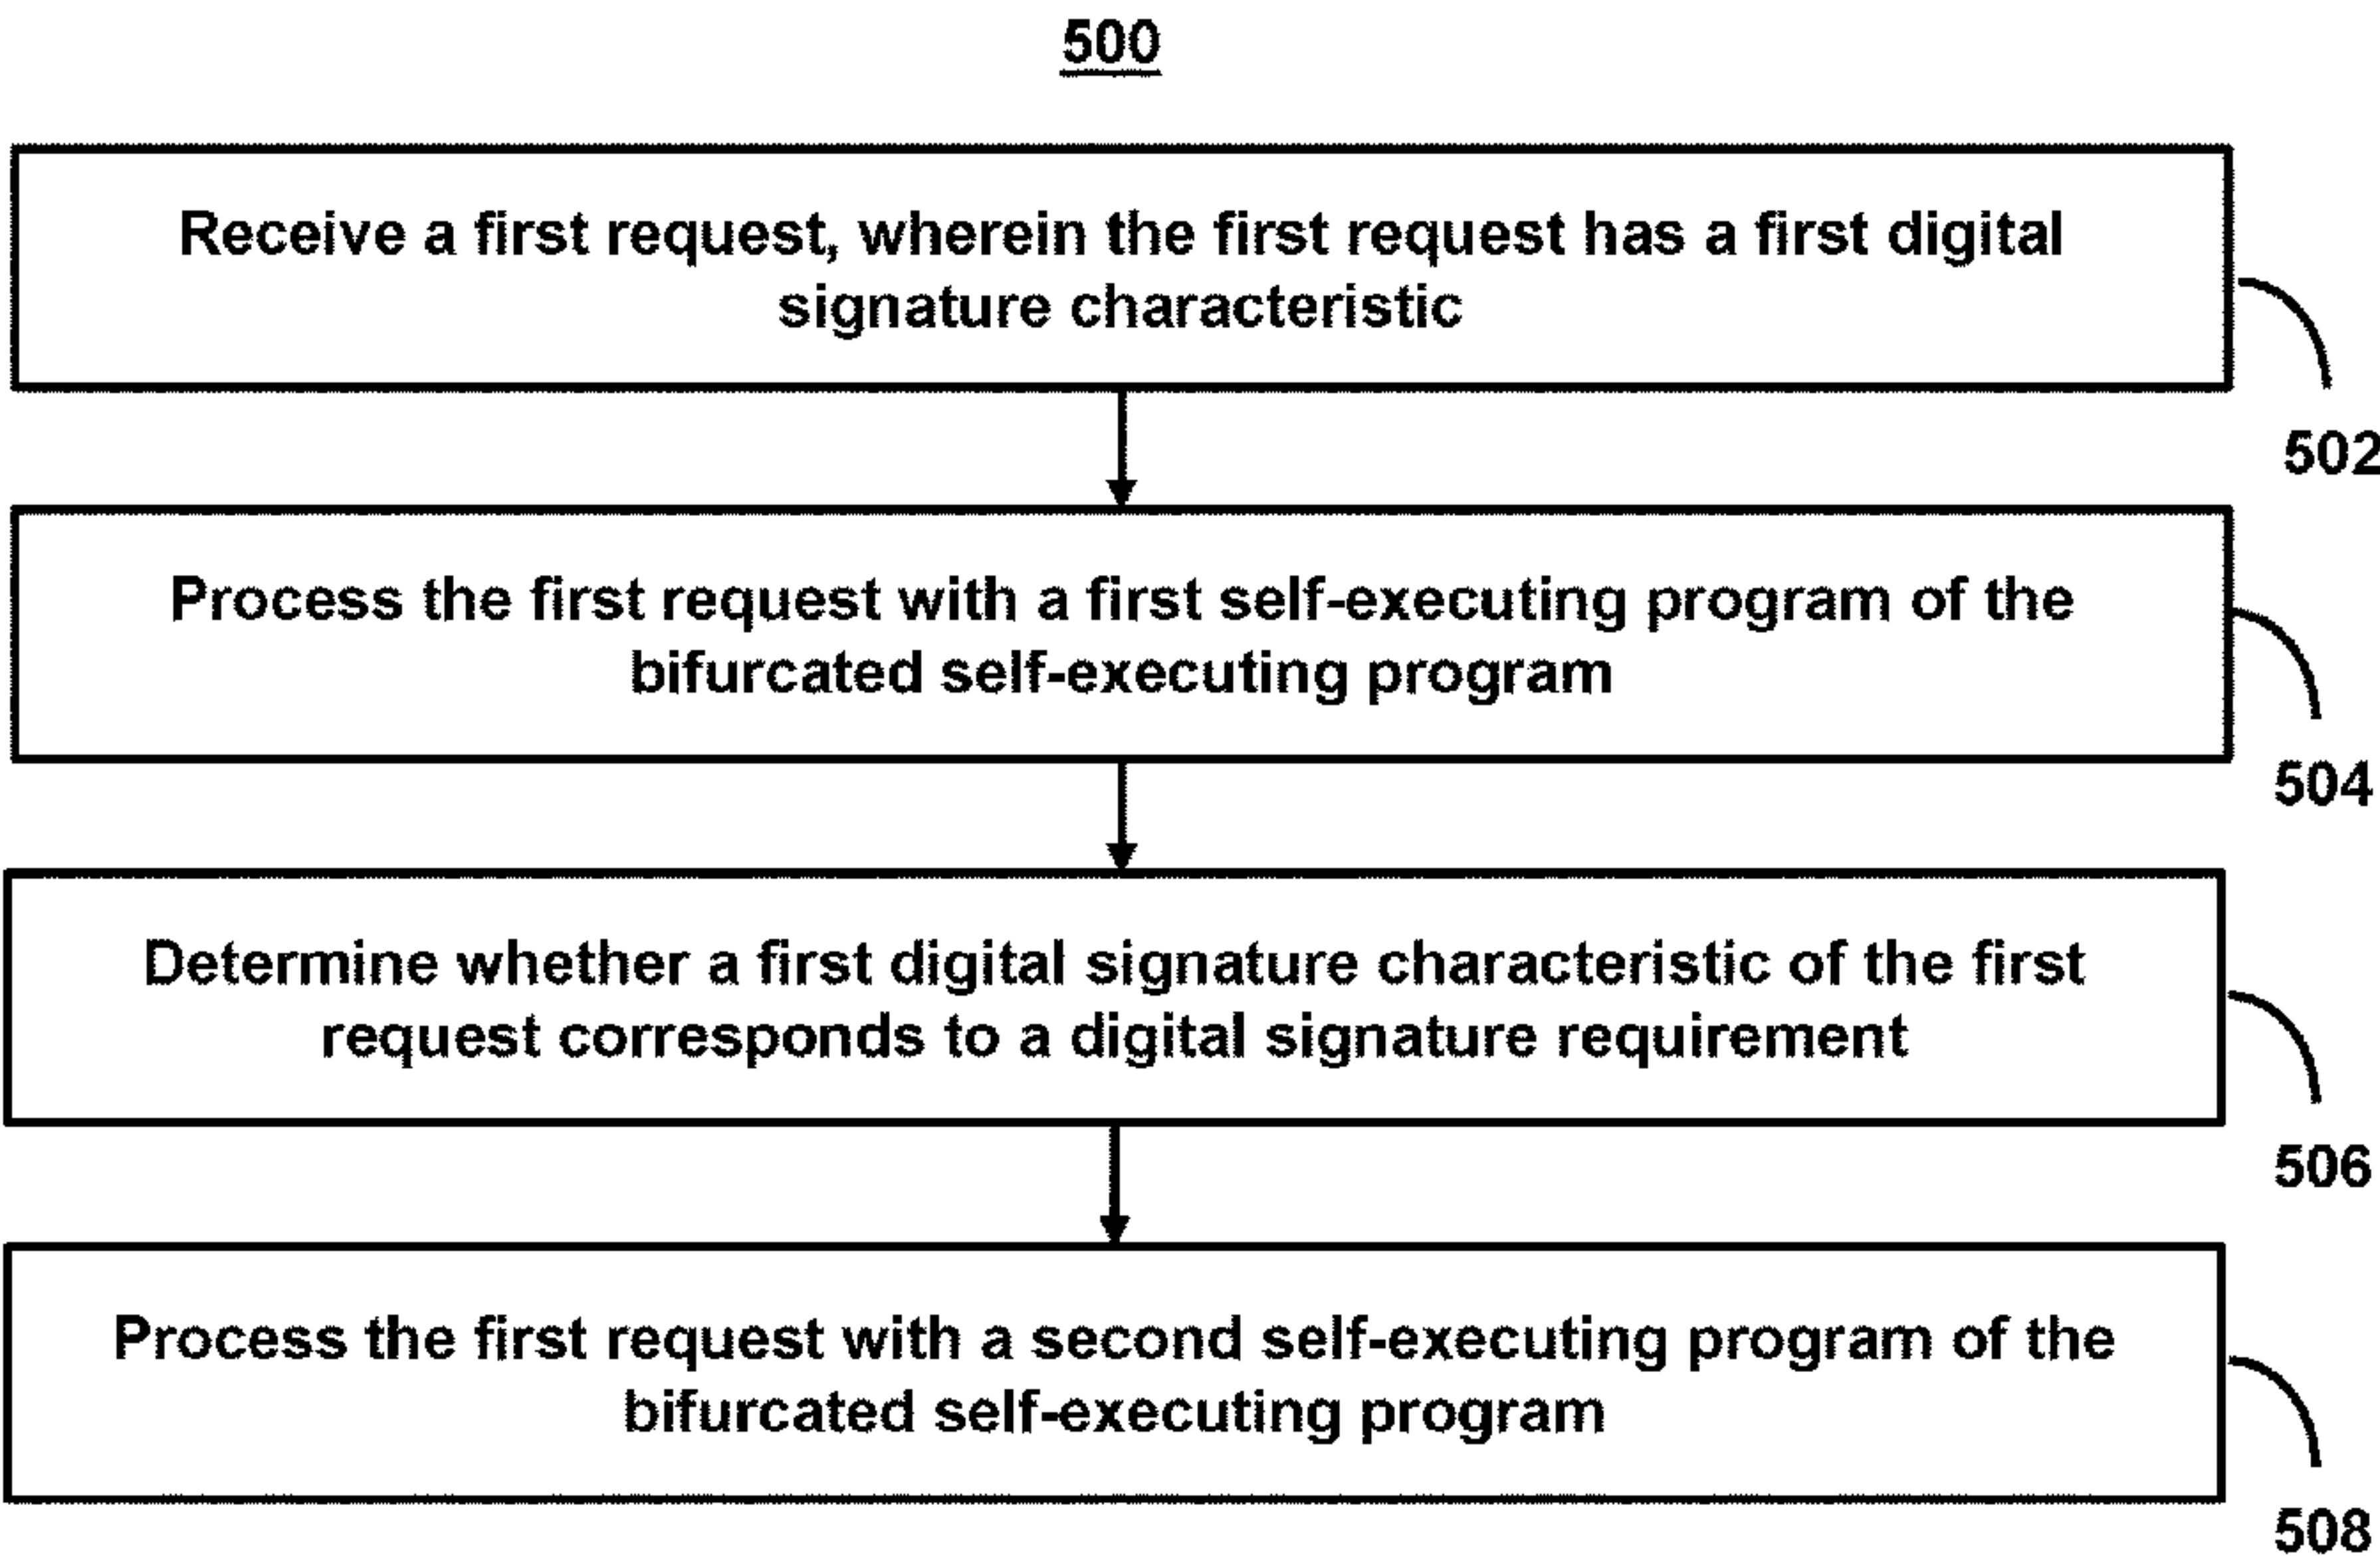 500
Receive a first request, wherein the first request has a first digital
signature characteristic
502
Process the first request with a first self-executing program of the
bifurcated self-executing program
504
Determine whether a first digital signature characteristic of the first
request corresponds to a digital signature requirement
506
Process the first request with a second self-executing program of the
bifurcated self-executing program
508